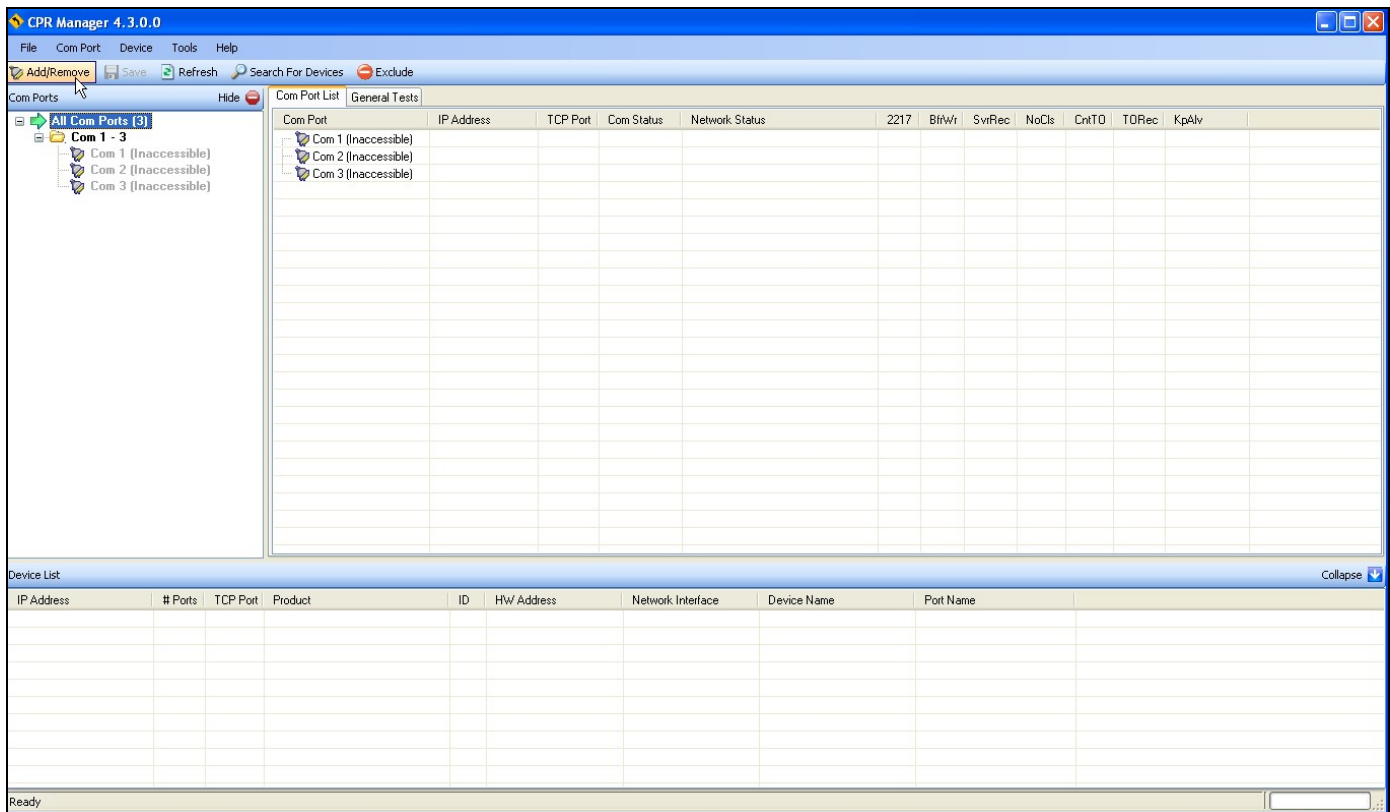 CPR Manager 4.3.0.0
File Com Port Device Tools Help
Add/Remove Save Refresh Search For Devices Exclude
Com Ports Hide Com Port List General Tests
All Com Ports (3)
Com 1 - 3
Com 1 (Inaccessible)
Com 2 (Inaccessible)
Com 3 (Inaccessible)
Com Port IP Address TCP Port Com Status Network Status 2217 BfrWr SvrRec NoCls CntTO TORec KpAlv
Com 1 (Inaccessible)
Com 2 (Inaccessible)
Com 3 (Inaccessible)
Device List Collapse
IP Address # Ports TCP Port Product ID HW Address Network Interface Device Name Port Name
Ready